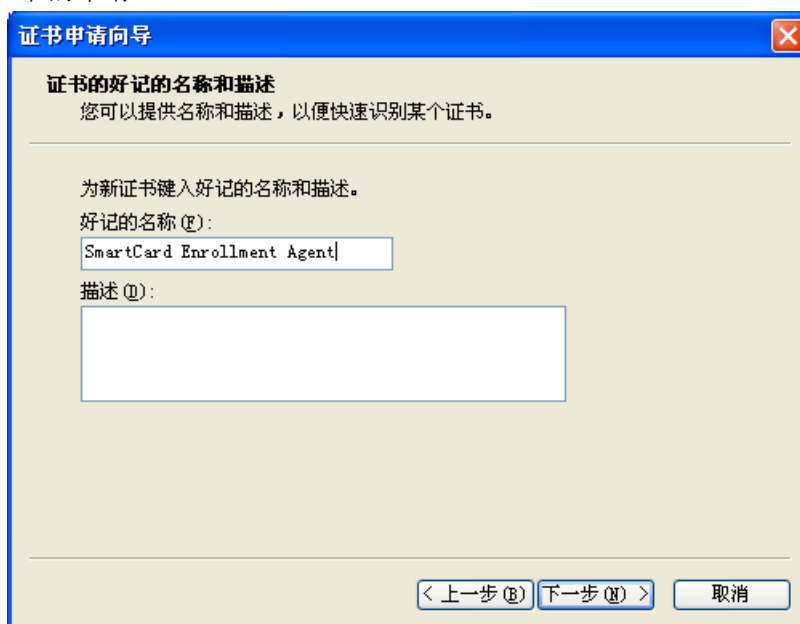 证书申请向导
证书的好记的名称和描述
您可以提供名称和描述，以便快速识别某个证书。
为新证书键入好记的名称和描述。
好记的名称(F):
SmartCard Enrollment Agent
描述(D):
< 上一步(B) 下一步(N) > 取消